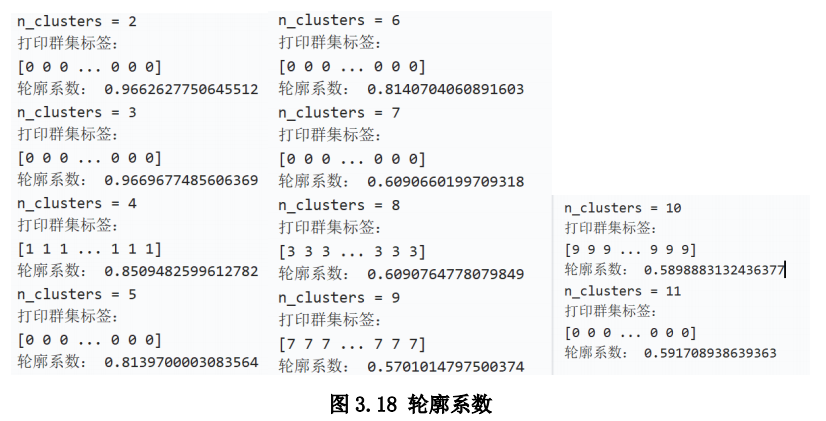 n_clusters = 2
打印群集标签:
[0 0 0 ... 0 0 0]
轮廓系数: 0.9662627750645512
n_clusters = 3
打印群集标签:
[0 0 0 ... 0 0 0]
轮廓系数: 0.9669677485606369
n_clusters = 4
打印群集标签:
[1 1 1 ... 1 1 1]
轮廓系数: 0.8509482599612782
n_clusters = 5
打印群集标签:
[0 0 0 ... 0 0 0]
轮廓系数: 0.8139700003083564
n_clusters = 6
打印群集标签:
[0 0 0 ... 0 0 0]
轮廓系数: 0.8140704060891603
n_clusters = 7
打印群集标签:
[0 0 0 ... 0 0 0]
轮廓系数: 0.6090660199709318
n_clusters = 8
打印群集标签:
[3 3 3 ... 3 3 3]
轮廓系数: 0.6090764778079849
n_clusters = 9
打印群集标签:
[7 7 7 ... 7 7 7]
轮廓系数: 0.5701014797500374
n_clusters = 10
打印群集标签:
[9 9 9 ... 9 9 9]
轮廓系数: 0.5898883132436377
n_clusters = 11
打印群集标签:
[0 0 0 ... 0 0 0]
轮廓系数: 0.591708938639363
图 3.18 轮廓系数